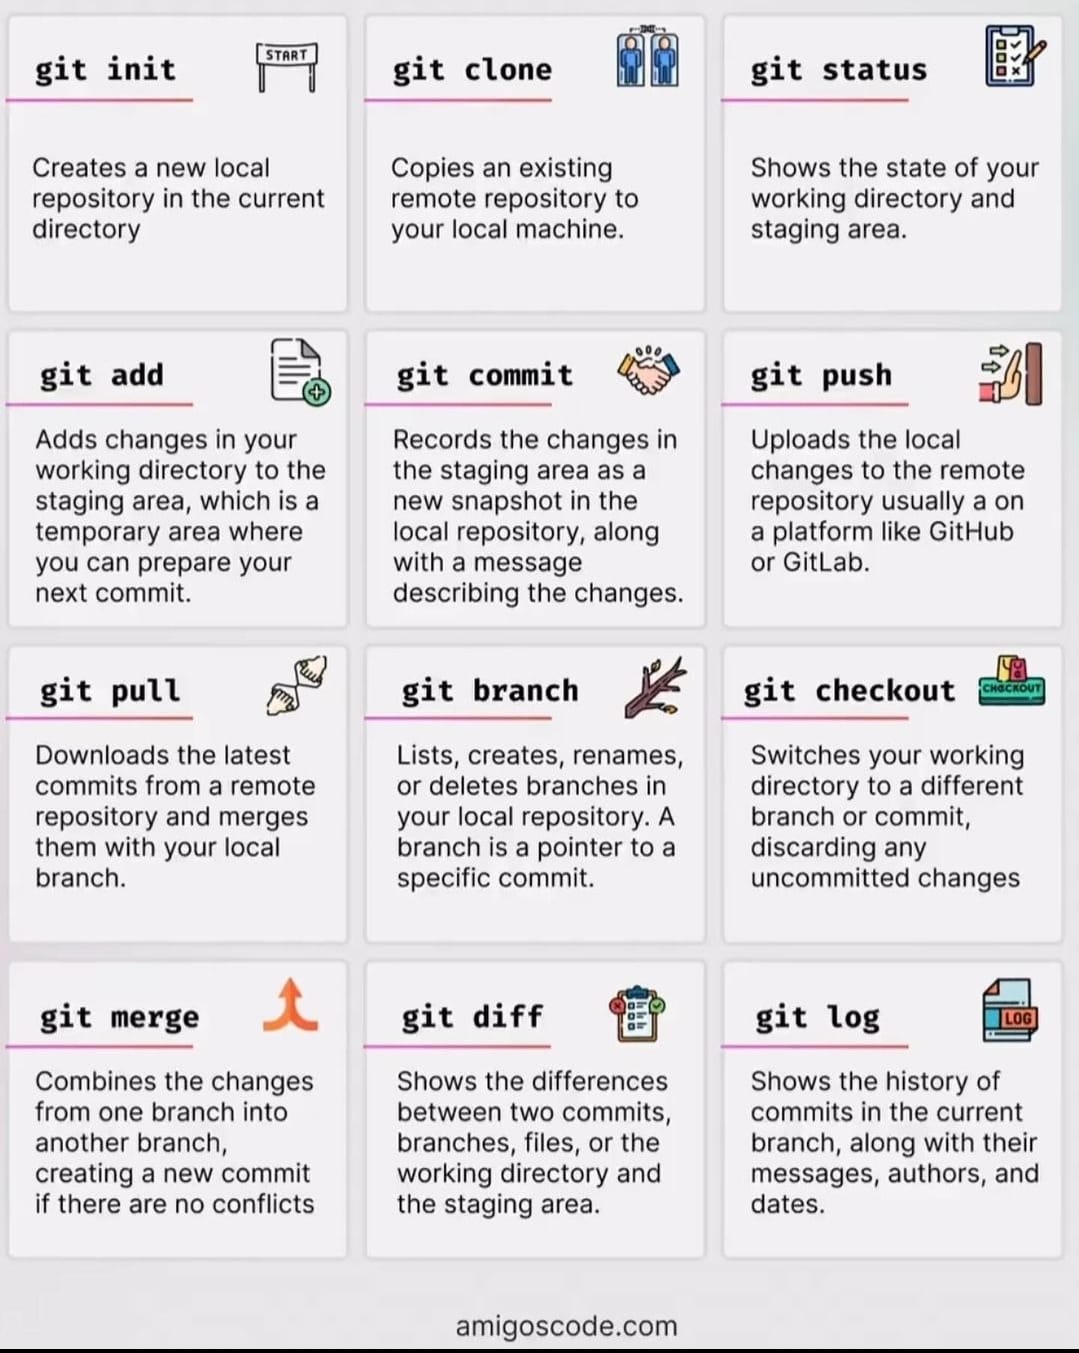 git init
START
Creates a new local
repository in the current
directory
git clone
Copies an existing
remote repository to
your local machine.
git status
Shows the state of your
working directory and
staging area.
git add
Adds changes in your
working directory to the
staging area, which is a
temporary area where
you can prepare your
next commit.
git commit
Records the changes in
the staging area as a
new snapshot in the
local repository, along
with a message
describing the changes.
git push
Uploads the local
changes to the remote
repository usually a on
a platform like GitHub
or GitLab.
git pull
Downloads the latest
commits from a remote
repository and merges
them with your local
branch.
git branch
Lists, creates, renames,
or deletes branches in
your local repository. A
branch is a pointer to a
specific commit.
git checkout
CHECKOUT
Switches your working
directory to a different
branch or commit,
discarding any
uncommitted changes
git merge
Combines the changes
from one branch into
another branch,
creating a new commit
if there are no conflicts
git diff
Shows the differences
between two commits,
branches, files, or the
working directory and
the staging area.
git log
LOG
Shows the history of
commits in the current
branch, along with their
messages, authors, and
dates.
amigoscode.com